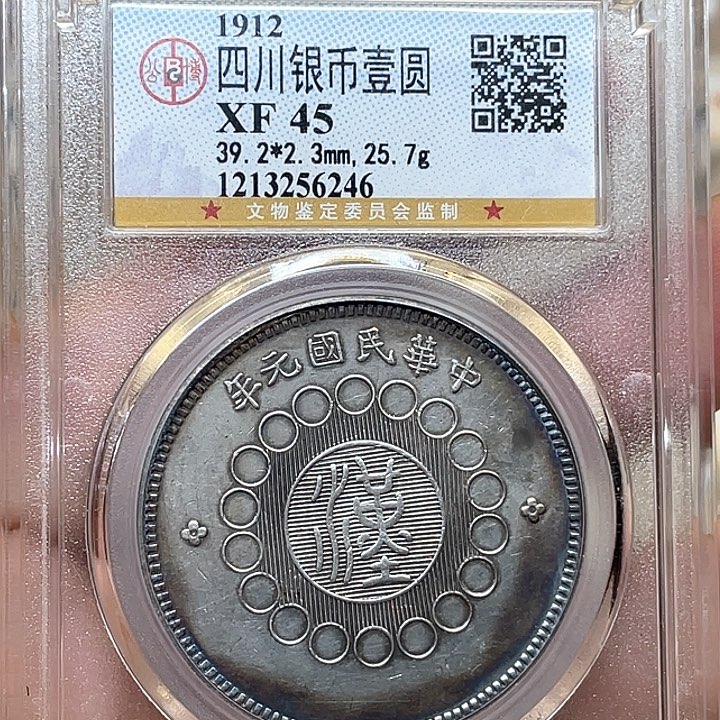 1912
四川银币壹圆
XF 45
39.2*2.3mm,25.7g
1213256246
文物鉴定委员会监制
中華民國元年
漢